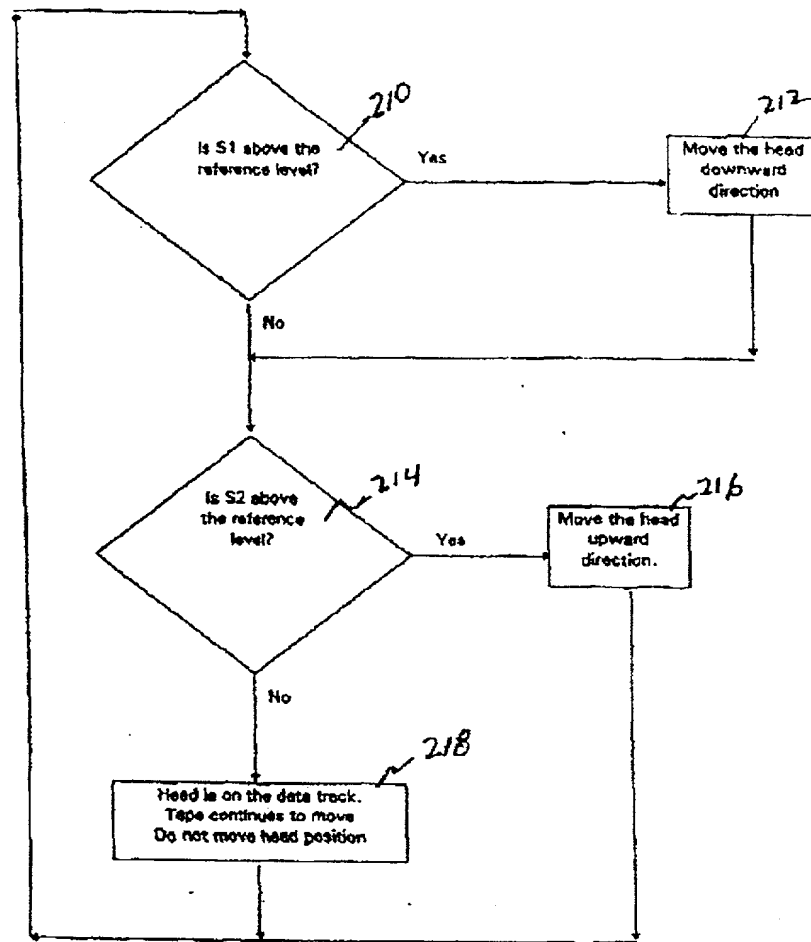 210
Is S1 above the
reference level?
Yes
212
Move the head
downward
direction
No
214
Is S2 above
the reference
level?
Yes
216
Move the head
upward
direction.
No
218
Head is on the data track.
Tape continues to move
Do not move head position